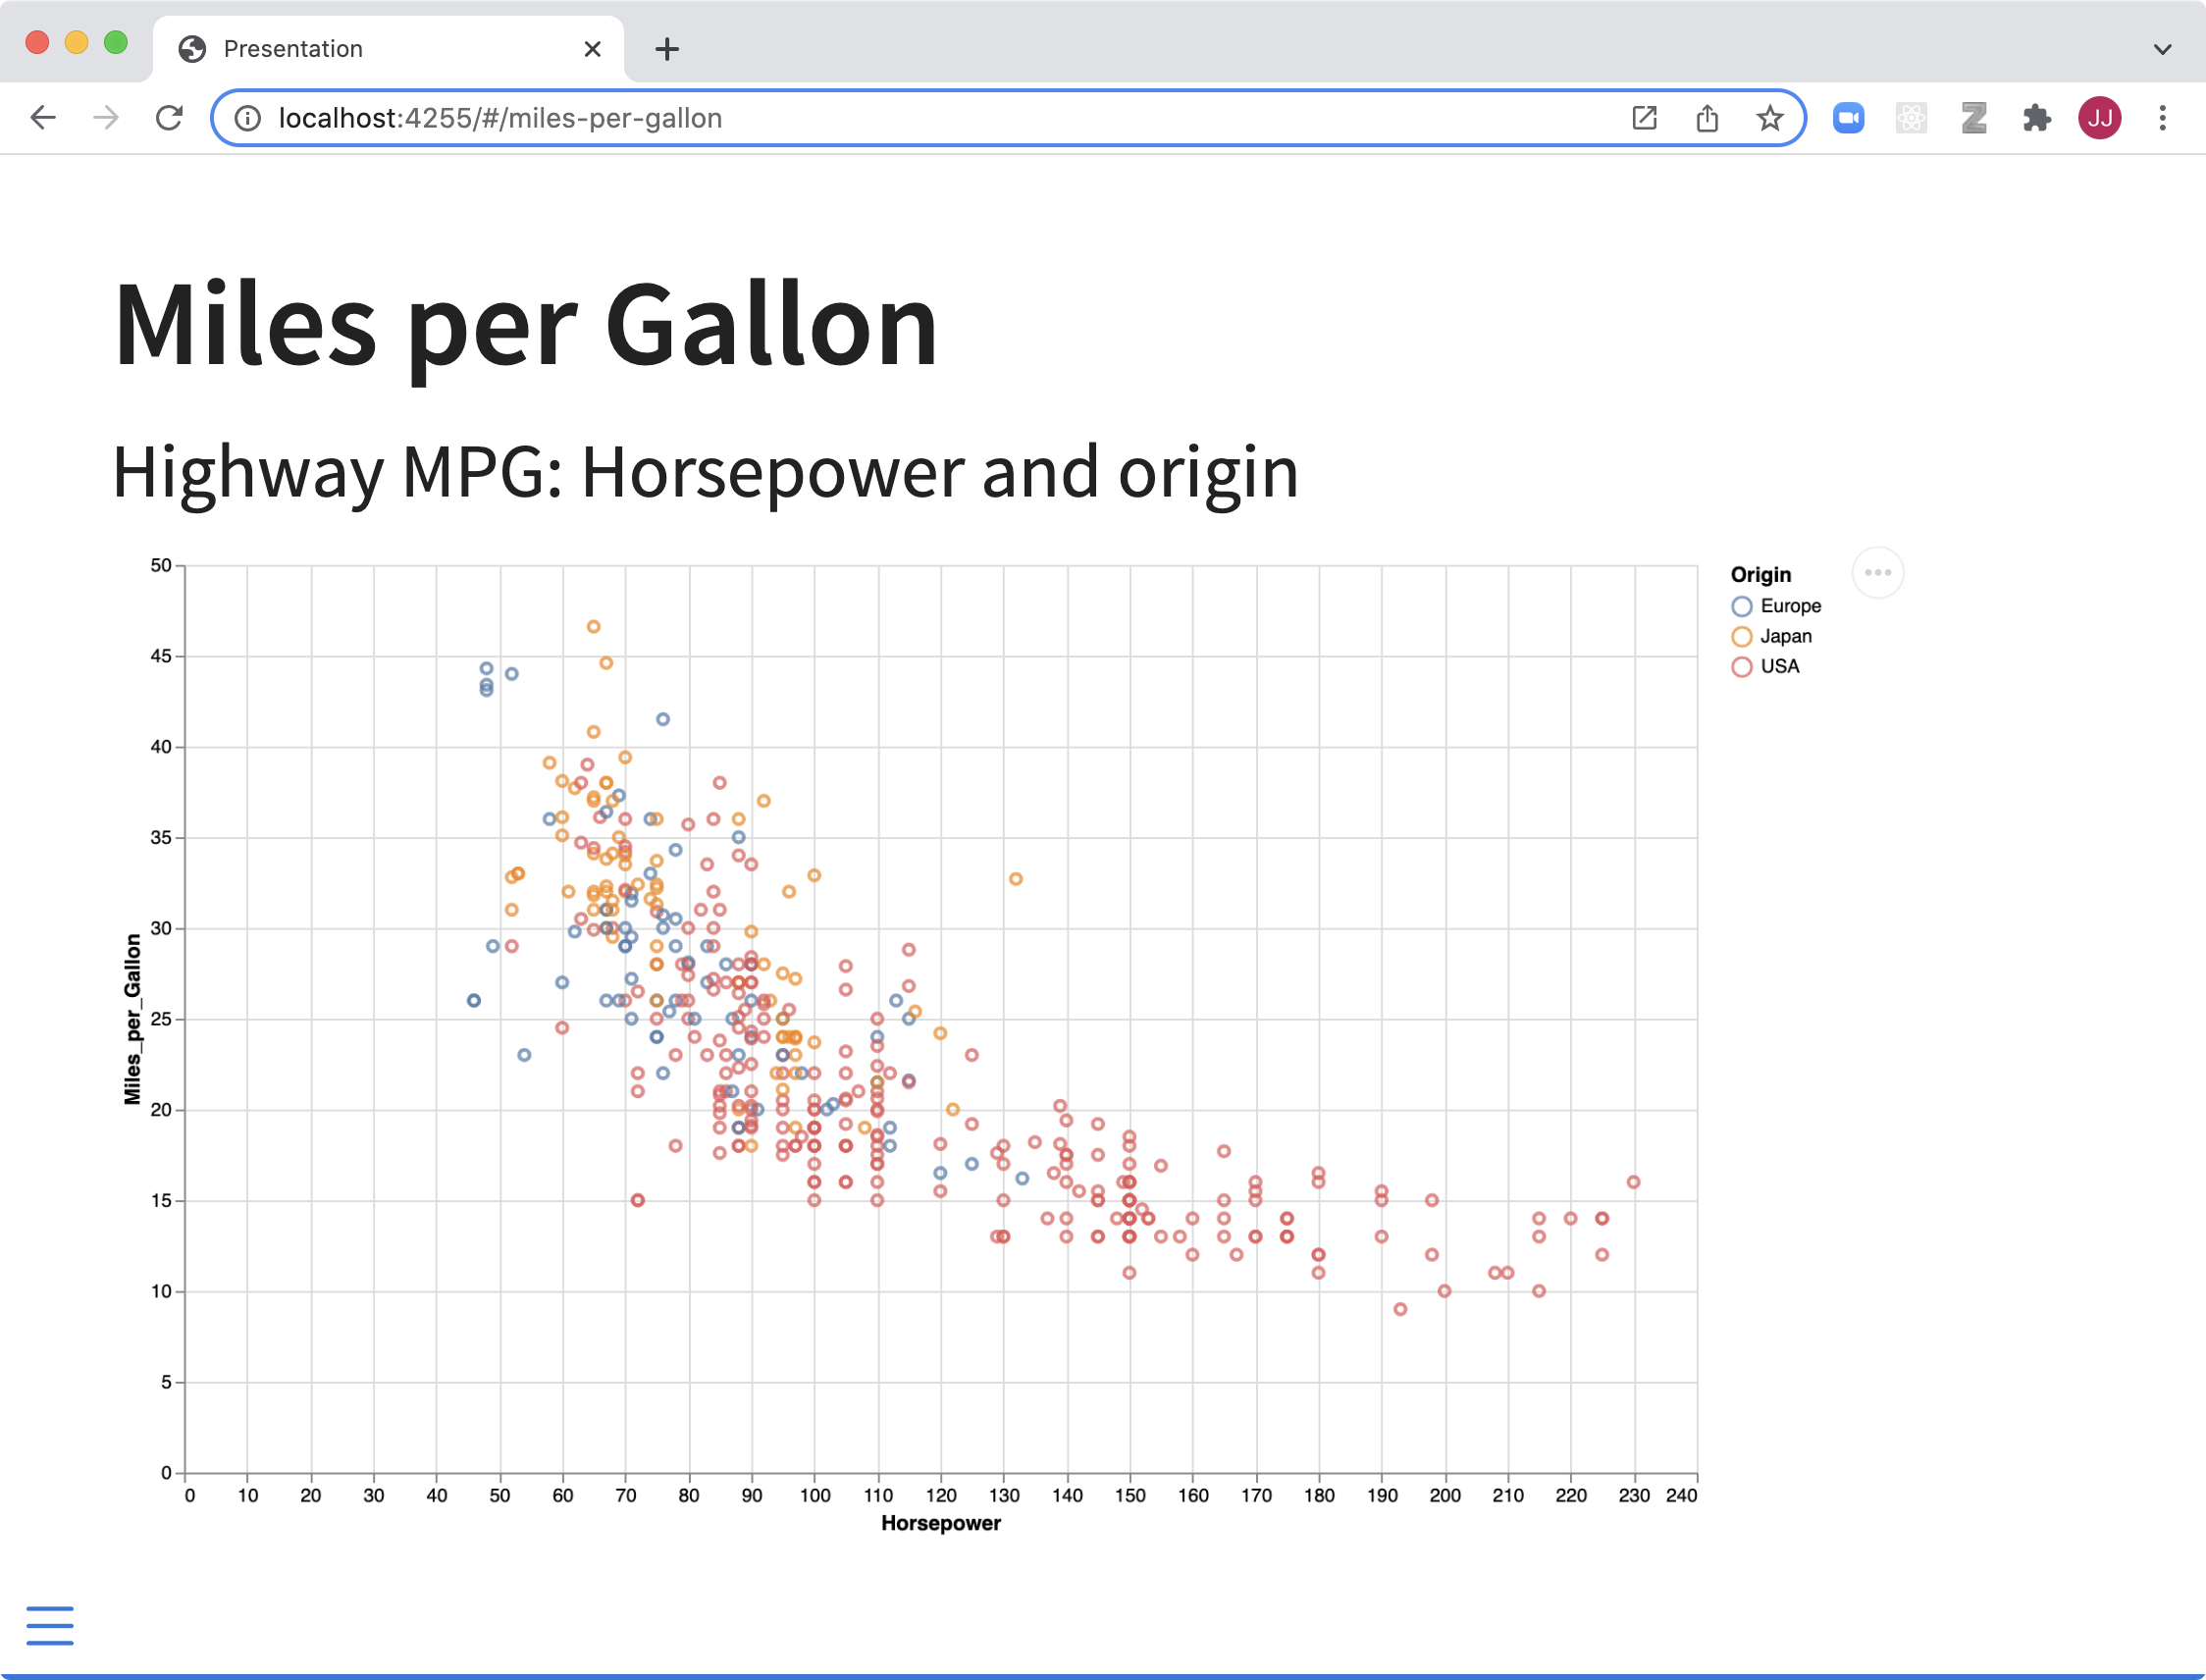 Presentation
localhost:4255/#/miles-per-gallon
JJ
Miles per Gallon
Highway MPG: Horsepower and origin
Origin
Europe
Japan
USA
50
45
40
35
30
25
20
15
10
5
0
Miles_per_Gallon
0 10 20 30 40 50 60 70 80 90 100 110 120 130 140 150 160 170 180 190 200 210 220 230 240
Horsepower